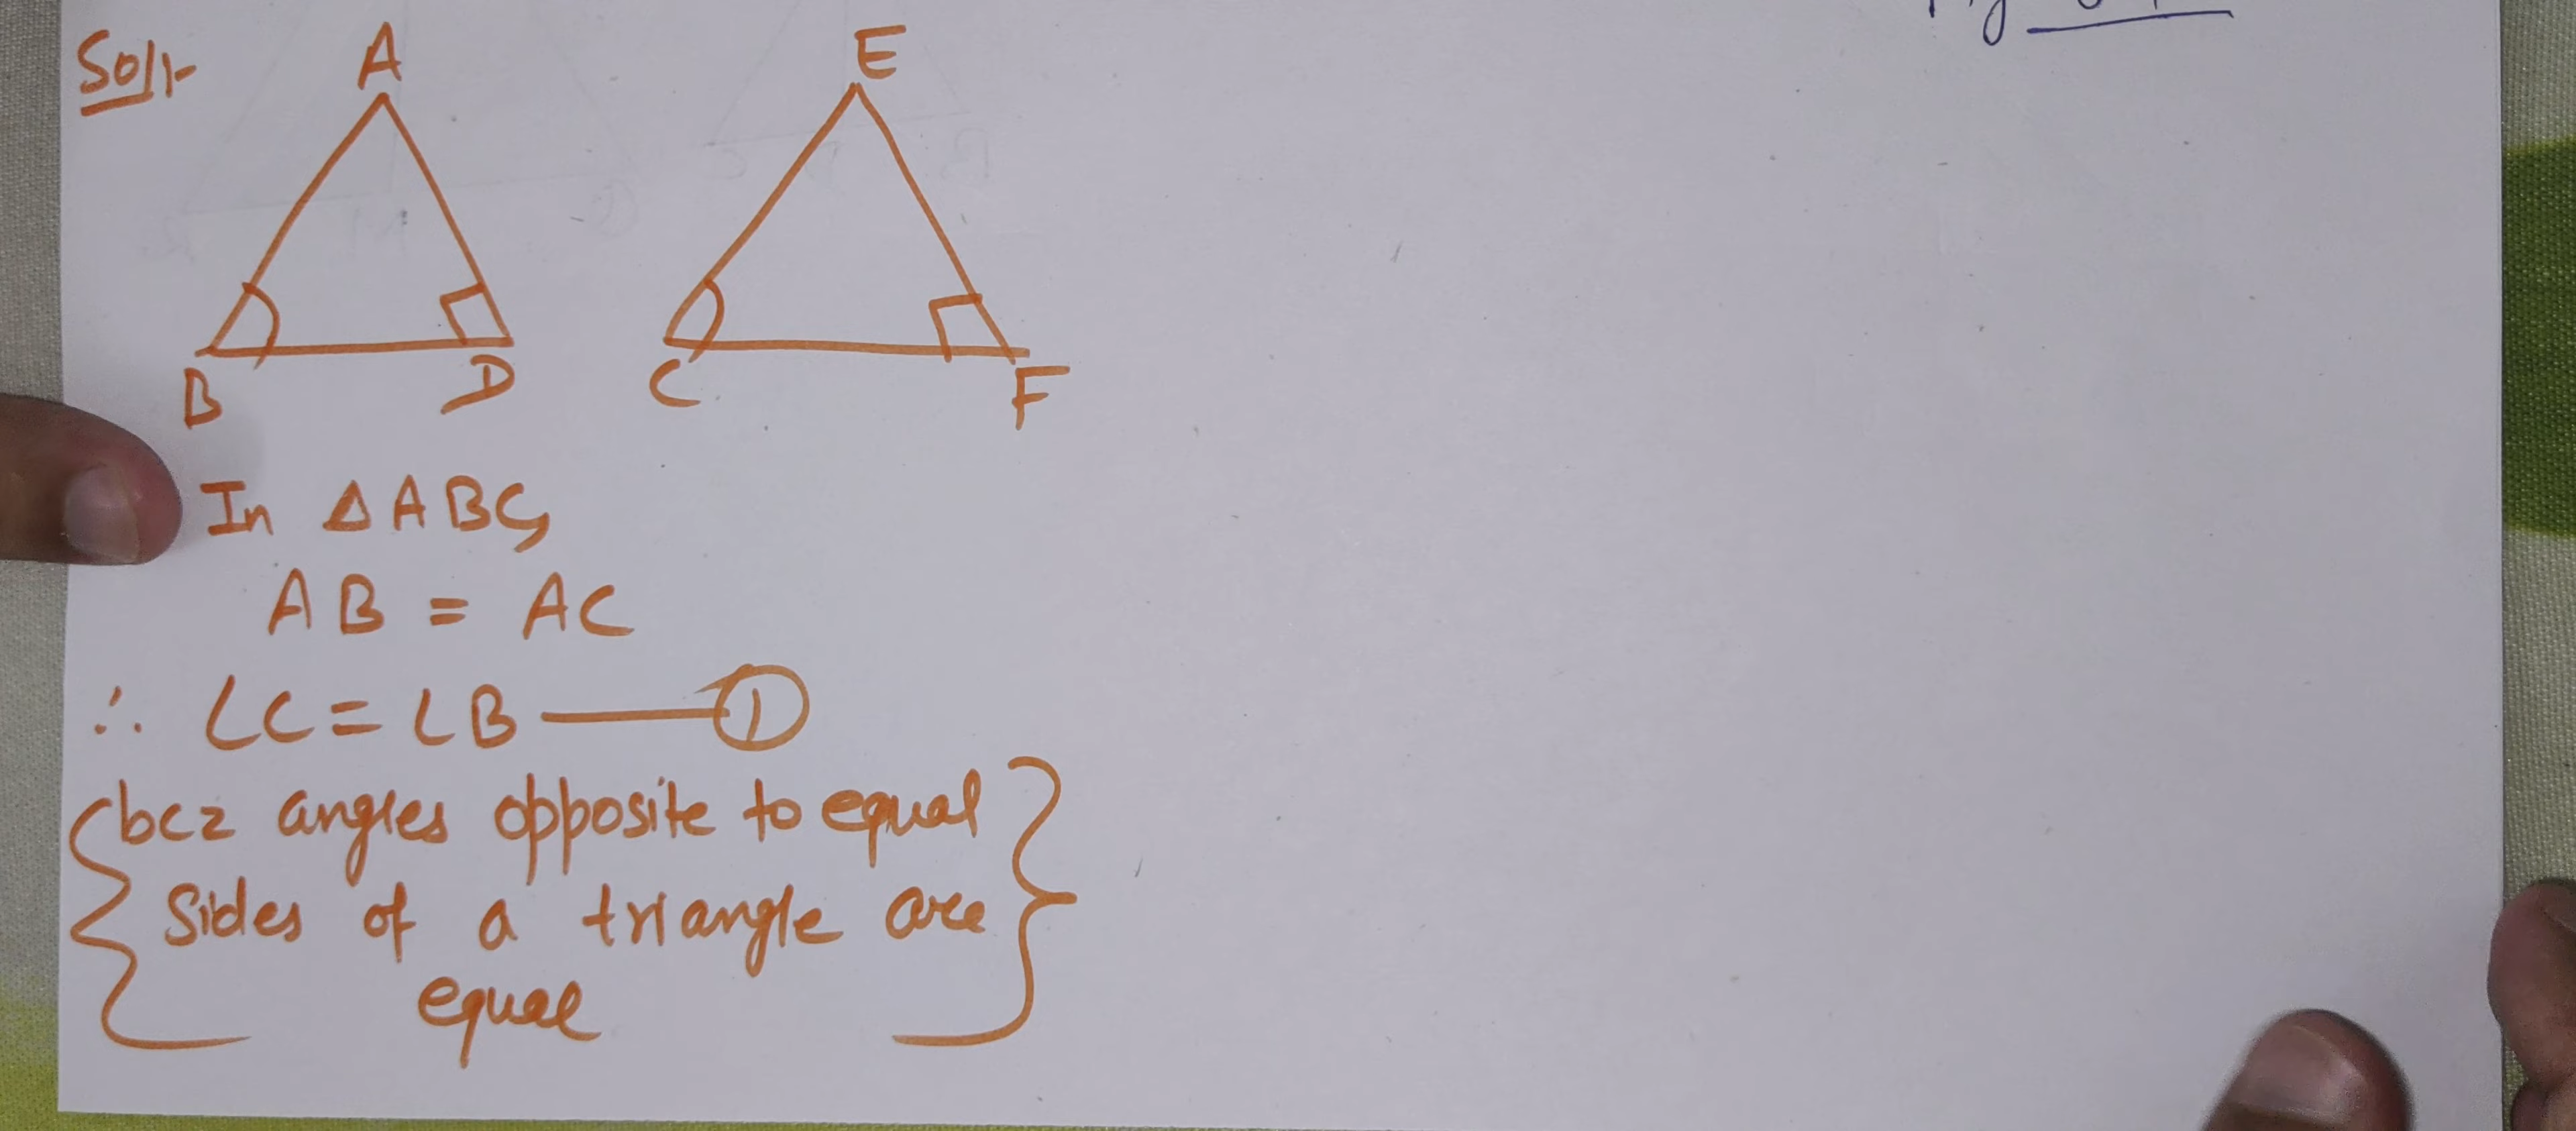 Sol:-
A
E
B
D
C
F
In ΔABC,
AB = AC
∴ ∠C = ∠B — ①
{bcz angles opposite to equal
sides of a triangle are
equal}